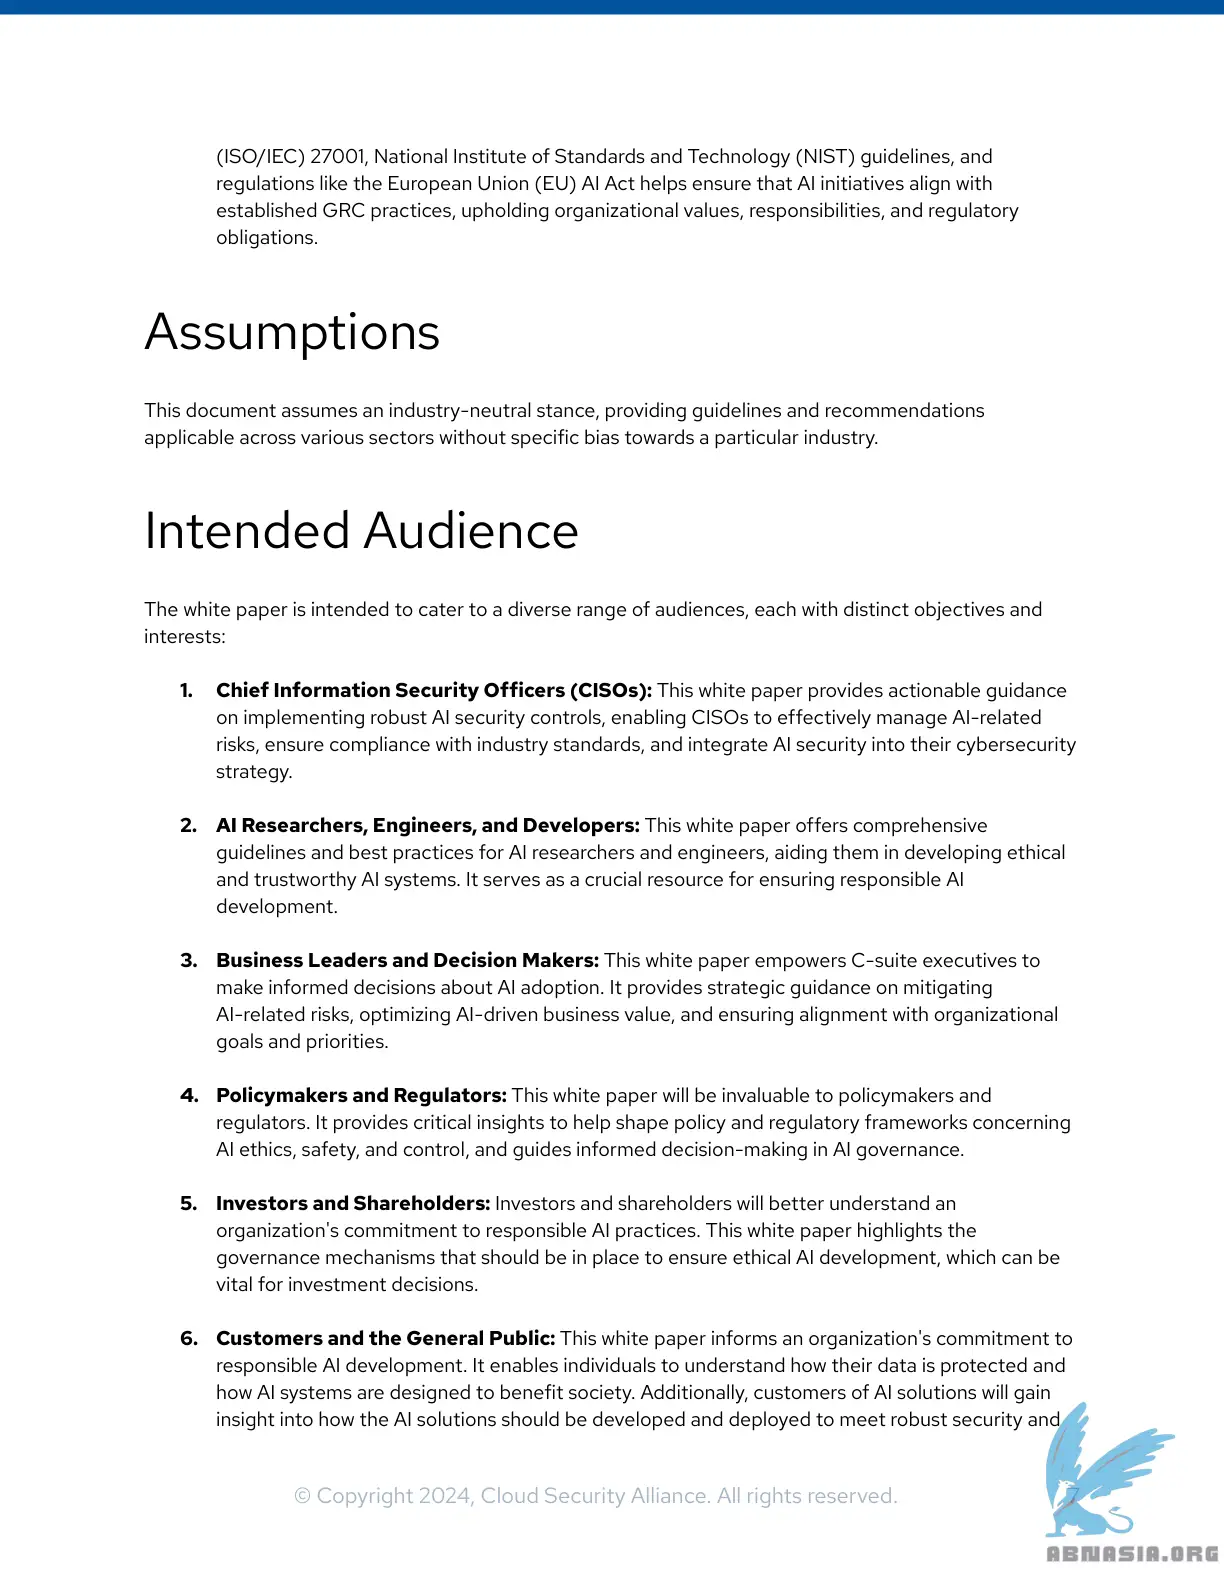 (ISO/IEC) 27001, National Institute of Standards and Technology (NIST) guidelines, and
regulations like the European Union (EU) AI Act helps ensure that AI initiatives align with
established GRC practices, upholding organizational values, responsibilities, and regulatory
obligations.
Assumptions
This document assumes an industry-neutral stance, providing guidelines and recommendations
applicable across various sectors without specific bias towards a particular industry.
Intended Audience
The white paper is intended to cater to a diverse range of audiences, each with distinct objectives and
interests:
1. Chief Information Security Officers (CISOs): This white paper provides actionable guidance
on implementing robust AI security controls, enabling CISOs to effectively manage AI-related
risks, ensure compliance with industry standards, and integrate AI security into their cybersecurity
strategy.
2. AI Researchers, Engineers, and Developers: This white paper offers comprehensive
guidelines and best practices for AI researchers and engineers, aiding them in developing ethical
and trustworthy AI systems. It serves as a crucial resource for ensuring responsible AI
development.
3. Business Leaders and Decision Makers: This white paper empowers C-suite executives to
make informed decisions about AI adoption. It provides strategic guidance on mitigating
AI-related risks, optimizing AI-driven business value, and ensuring alignment with organizational
goals and priorities.
4. Policymakers and Regulators: This white paper will be invaluable to policymakers and
regulators. It provides critical insights to help shape policy and regulatory frameworks concerning
AI ethics, safety, and control, and guides informed decision-making in AI governance.
5. Investors and Shareholders: Investors and shareholders will better understand an
organization's commitment to responsible AI practices. This white paper highlights the
governance mechanisms that should be in place to ensure ethical AI development, which can be
vital for investment decisions.
6. Customers and the General Public: This white paper informs an organization's commitment to
responsible AI development. It enables individuals to understand how their data is protected and
how AI systems are designed to benefit society. Additionally, customers of AI solutions will gain
insight into how the AI solutions should be developed and deployed to meet robust security and
© Copyright 2024, Cloud Security Alliance. All rights reserved.
7
ABNASIA.ORG